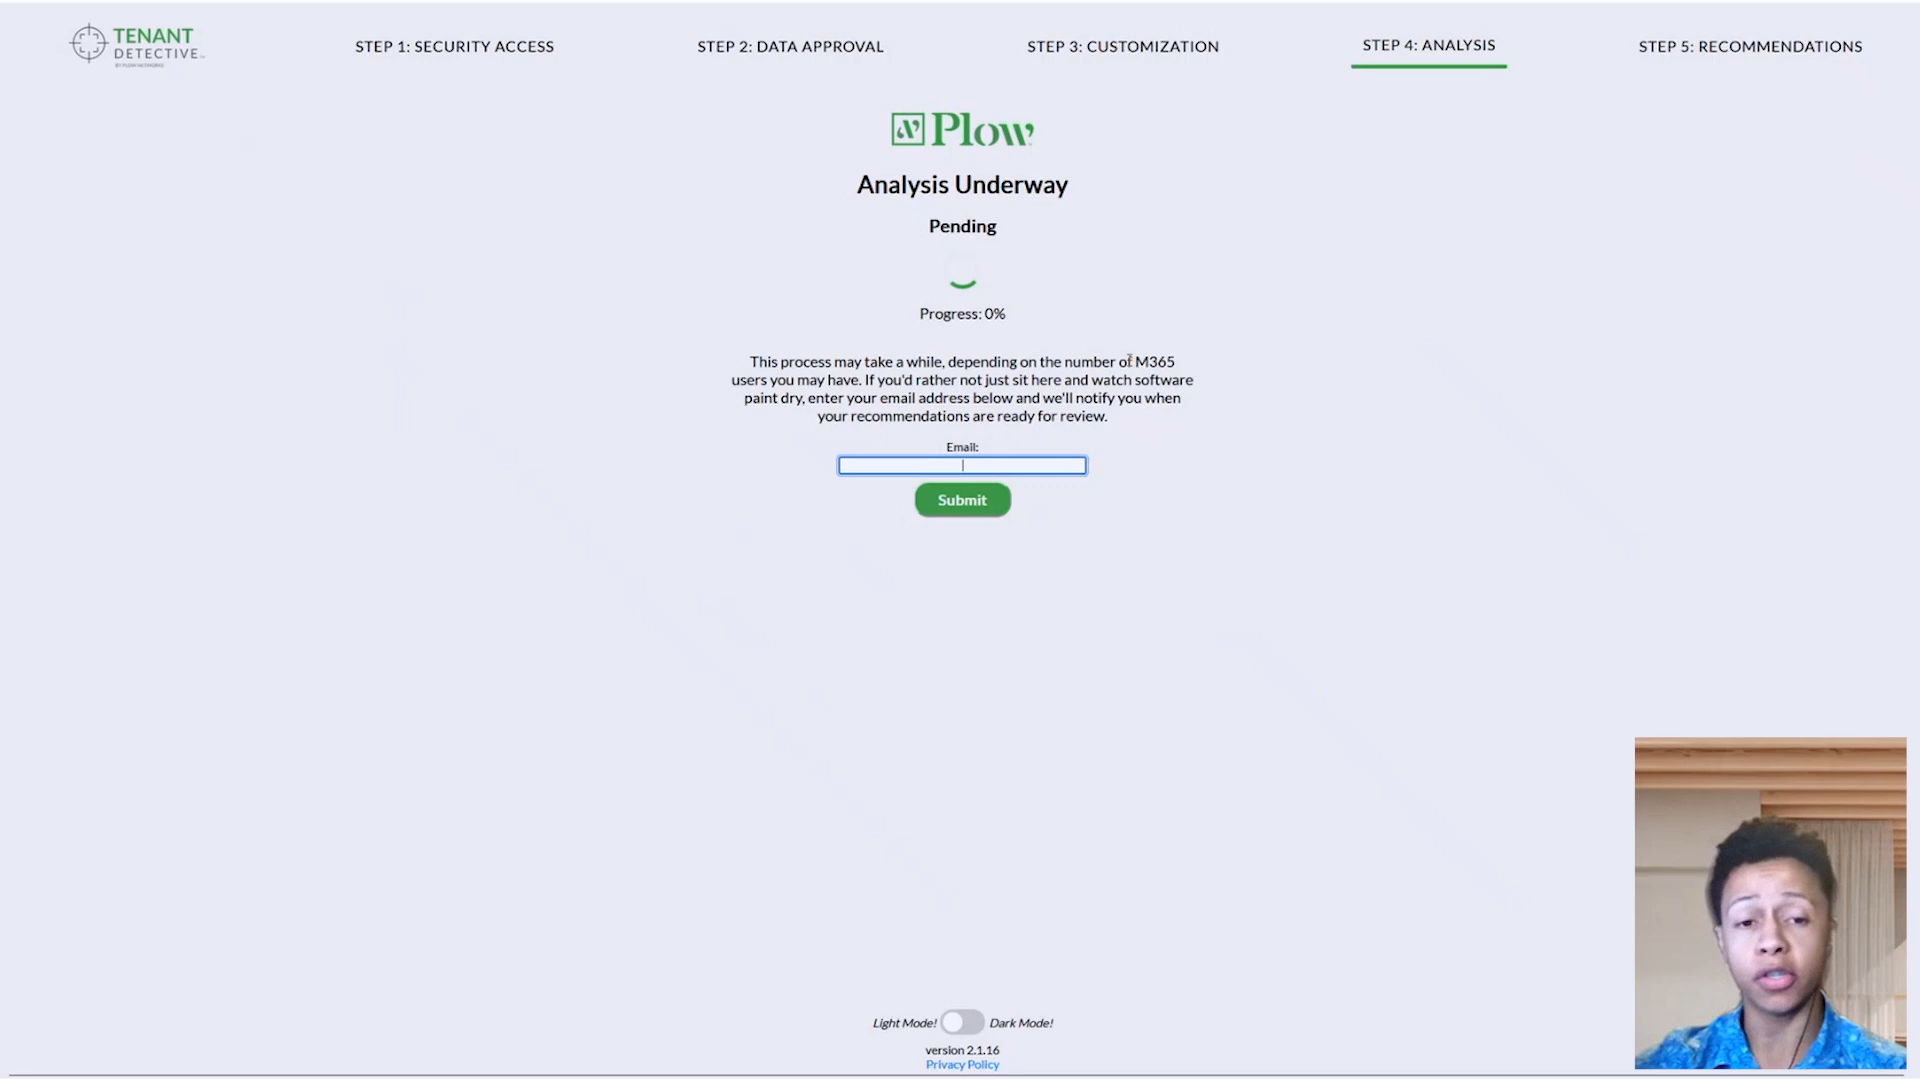 TENANT
DETECTIVE
BY PLOW NETWORKS
STEP 1: SECURITY ACCESS
STEP 2: DATA APPROVAL
STEP 3: CUSTOMIZATION
STEP 4: ANALYSIS
STEP 5: RECOMMENDATIONS
Plow
Analysis Underway
Pending
Progress: 0%
This process may take a while, depending on the number of M365
users you may have. If you'd rather not just sit here and watch software
paint dry, enter your email address below and we'll notify you when
your recommendations are ready for review.
Email:
Submit
Light Mode!
Dark Mode!
version 2.1.16
Privacy Policy